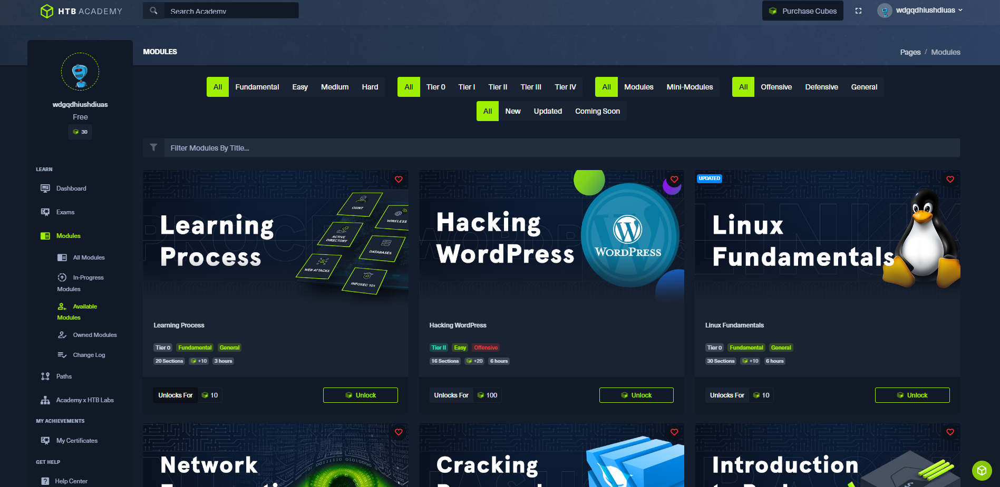 HTB ACADEMY
Search Academy
Purchase Cubes
wdgqdhiushdiuas
wdgqdhiushdiuas
Free
30
LEARN
Dashboard
Exams
Modules
All Modules
In-Progress
Modules
Available
Modules
Owned Modules
Change Log
Paths
Academy x HTB Labs
MY ACHIEVEMENTS
My Certificates
GET HELP
Help Center
MODULES
Pages / Modules
All Fundamental Easy Medium Hard
All Tier 0 Tier I Tier II Tier III Tier IV
All Modules Mini-Modules
All Offensive Defensive General
All New Updated Coming Soon
Filter Modules By Title...
Learning
Process
OSINT
WIRELESS
ACTIVE
DIRECTORY
DATABASES
WEB ATTACKS
INFOSEC 101
Learning Process
Tier 0 Fundamental General
20 Sections +10 3 hours
Unlocks For 10 Unlock
Hacking
WordPress
WORDPRESS
Hacking WordPress
Tier II Easy Offensive
16 Sections +20 6 hours
Unlocks For 100 Unlock
UPDATED
Linux
Fundamentals
Linux Fundamentals
Tier 0 Fundamental General
30 Sections +10 6 hours
Unlocks For 10 Unlock
Network
Cracking
Introduction